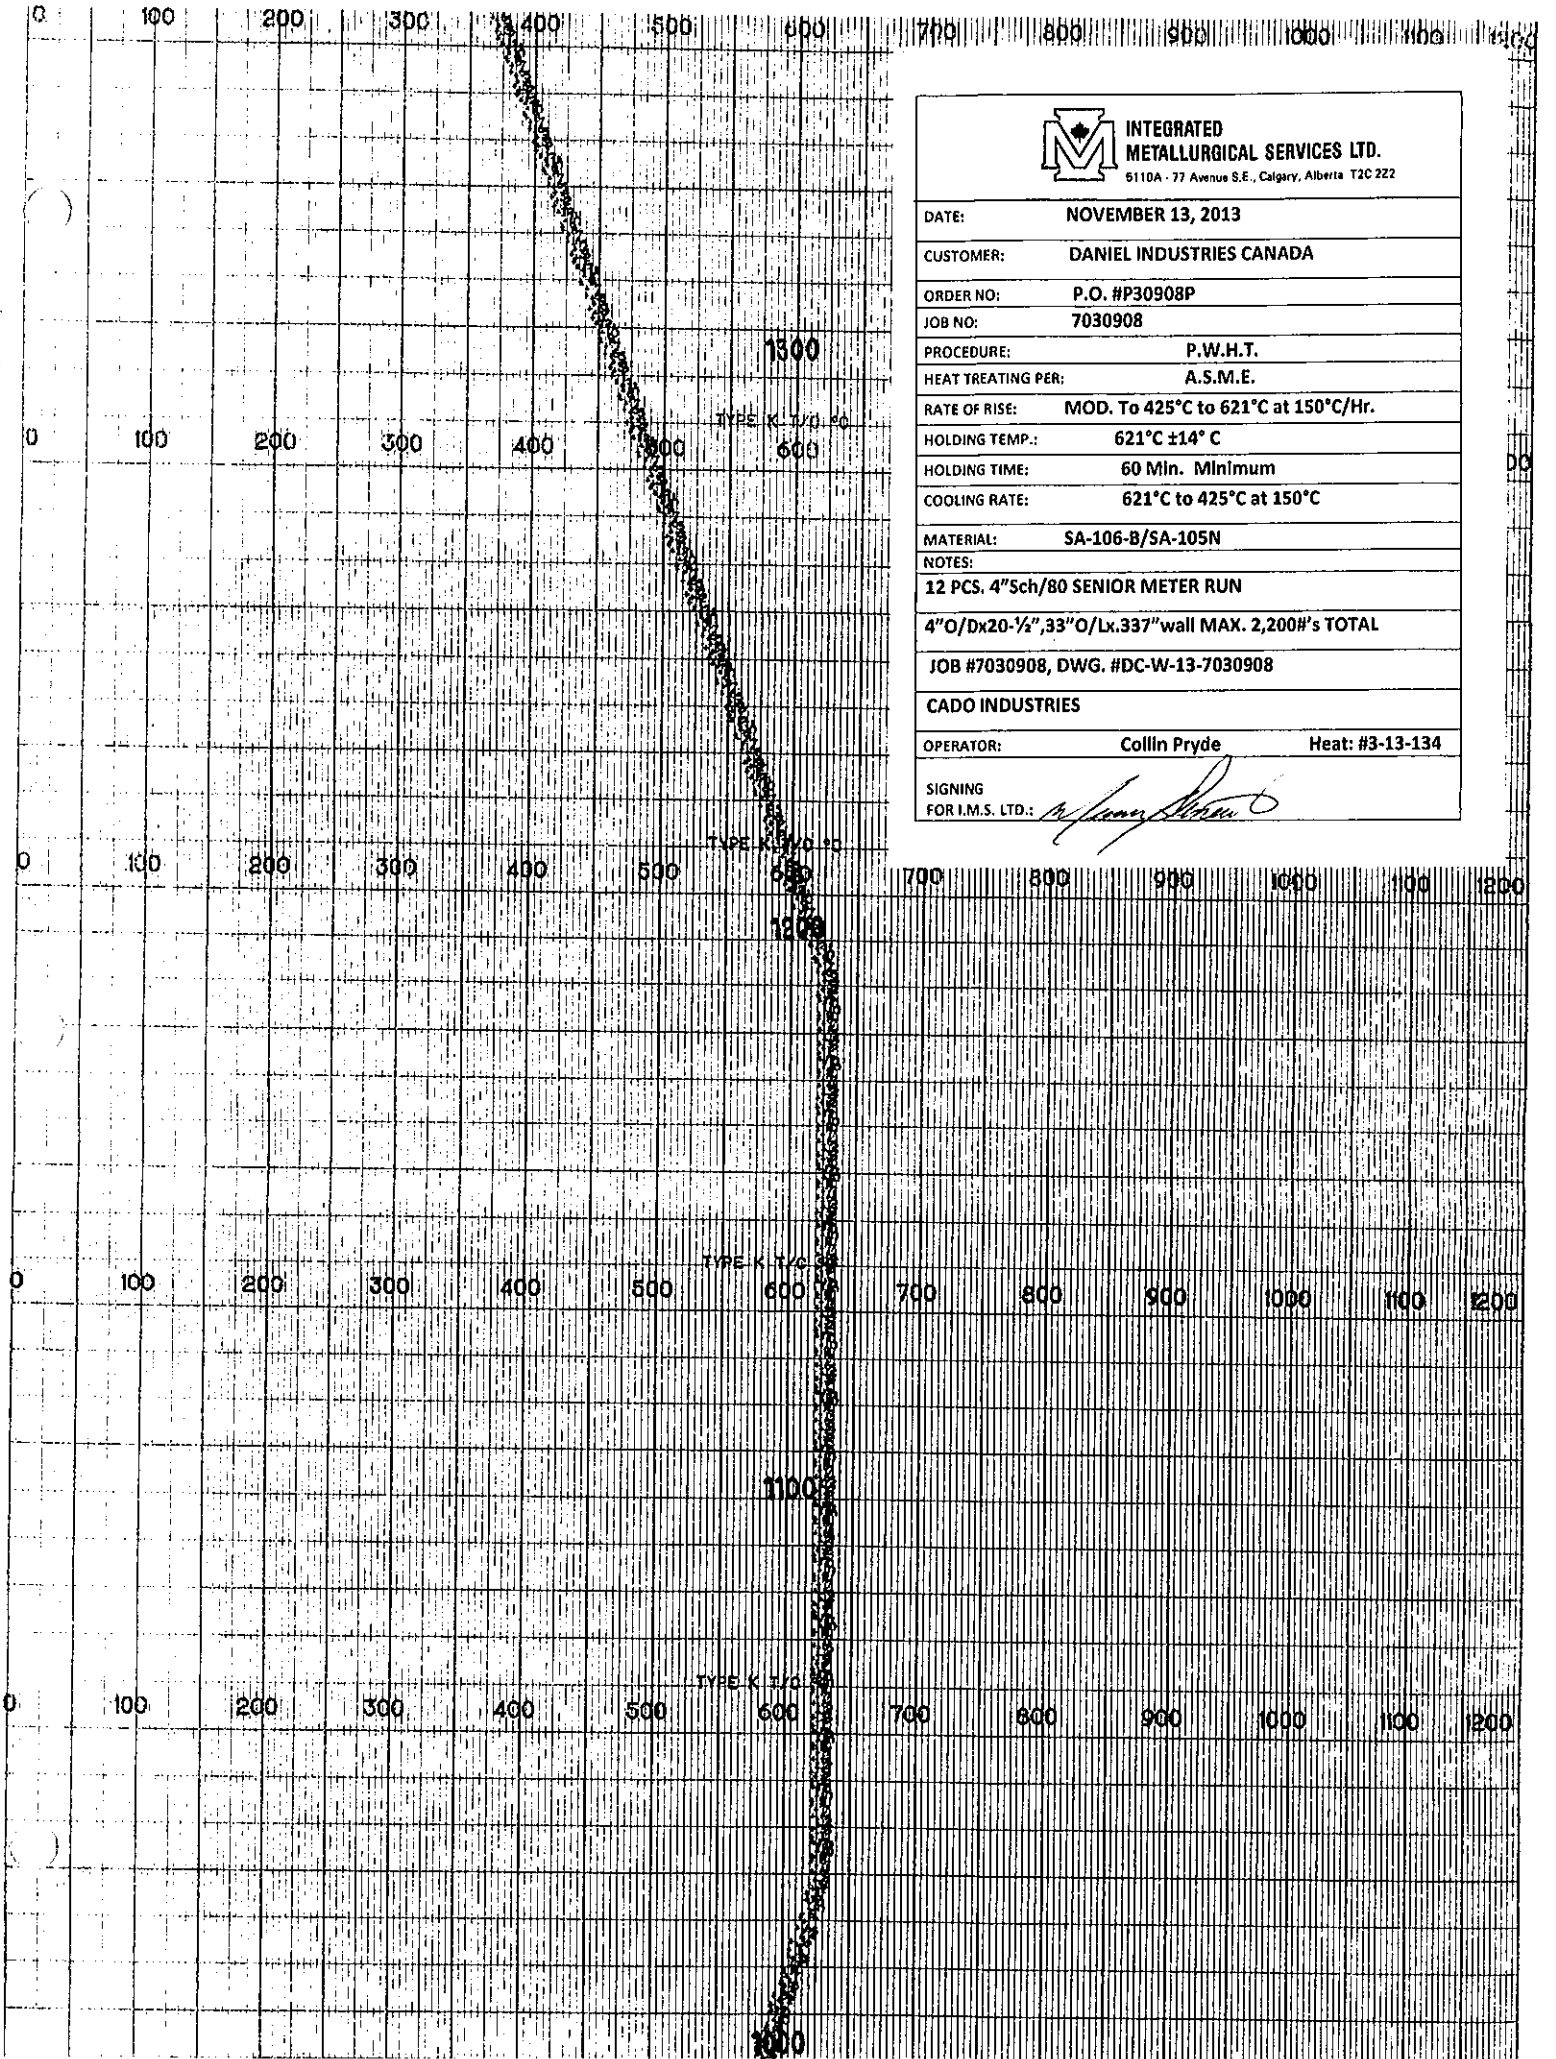 0 100 200 300 400 500 600 700 800 900 1000 1100 1200
INTEGRATED
METALLURGICAL SERVICES LTD.
5110A - 77 Avenue S.E., Calgary, Alberta T2C 2Z2
DATE: NOVEMBER 13, 2013
CUSTOMER: DANIEL INDUSTRIES CANADA
ORDER NO: P.O. #P30908P
JOB NO: 7030908
PROCEDURE: P.W.H.T.
HEAT TREATING PER: A.S.M.E.
RATE OF RISE: MOD. To 425°C to 621°C at 150°C/Hr.
HOLDING TEMP.: 621°C ±14° C
HOLDING TIME: 60 Min. Minimum
COOLING RATE: 621°C to 425°C at 150°C
MATERIAL: SA-106-B/SA-105N
NOTES:
12 PCS. 4"Sch/80 SENIOR METER RUN
4"O/Dx20-½",33"O/Lx.337"wall MAX. 2,200#'s TOTAL
JOB #7030908, DWG. #DC-W-13-7030908
CADO INDUSTRIES
OPERATOR: Collin Pryde Heat: #3-13-134
SIGNING
FOR I.M.S. LTD.:
1300
TYPE K T/C °C
0 100 200 300 400 500 600
TYPE K T/C °C
0 100 200 300 400 500 600 700 800 900 1000 1100 1200
1200
TYPE K T/C
0 100 200 300 400 500 600 700 800 900 1000 1100 1200
1100
TYPE K T/C
0 100 200 300 400 500 600 700 800 900 1000 1100 1200
1000